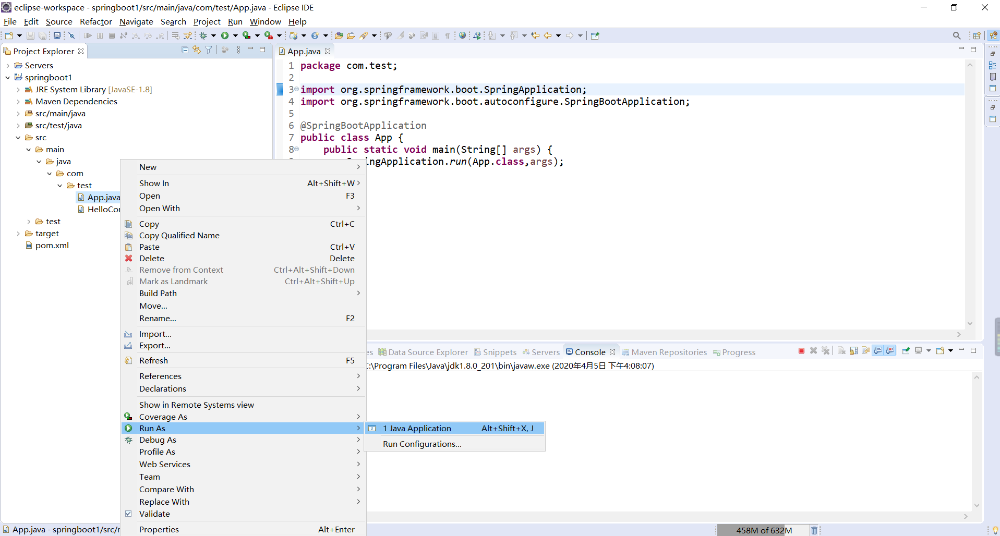 eclipse-workspace - springboot1/src/main/java/com/test/App.java - Eclipse IDE
File Edit Source Refactor Navigate Search Project Run Window Help
Project Explorer
Servers
springboot1
JRE System Library [JavaSE-1.8]
Maven Dependencies
src/main/java
src/test/java
src
main
java
com
test
App.java
HelloCon
test
target
pom.xml
App.java
1 package com.test;
2
3 import org.springframework.boot.SpringApplication;
4 import org.springframework.boot.autoconfigure.SpringBootApplication;
5
6 @SpringBootApplication
7 public class App {
8 public static void main(String[] args) {
ingApplication.run(App.class,args);
New
Show In Alt+Shift+W
Open F3
Open With
Copy Ctrl+C
Copy Qualified Name
Paste Ctrl+V
Delete Delete
Remove from Context Ctrl+Alt+Shift+Down
Mark as Landmark Ctrl+Alt+Shift+Up
Build Path
Move...
Rename... F2
Import...
Export...
Refresh F5
References
Declarations
Show in Remote Systems view
Coverage As
Run As
Debug As
Profile As
Web Services
Team
Compare With
Replace With
Validate
Properties Alt+Enter
1 Java Application Alt+Shift+X, J
Run Configurations...
es Data Source Explorer Snippets Servers Console Maven Repositories Progress
C:\Program Files\Java\jdk1.8.0_201\bin\javaw.exe (2020年4月5日 下午4:08:07)
App.java - springboot1/src/r
458M of 632M